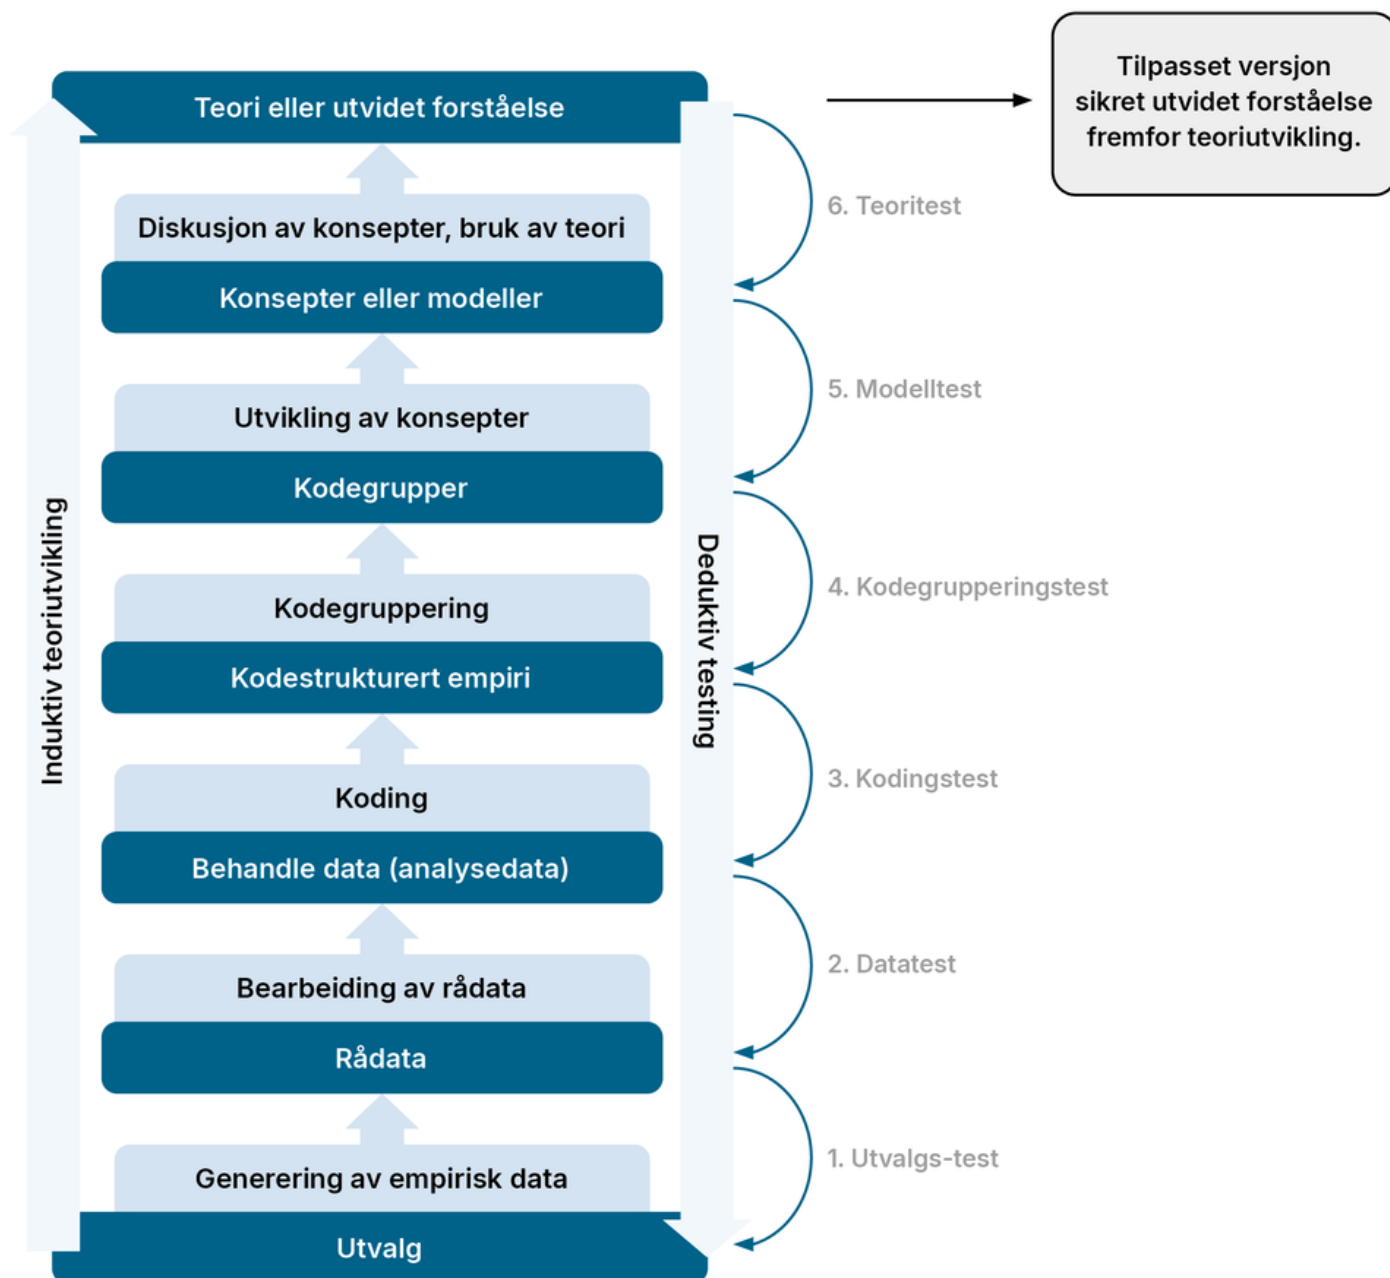 Tilpasset versjon
sikret utvidet forståelse
fremfor teoriutvikling.
Teori eller utvidet forståelse
6. Teoritest
Diskusjon av konsepter, bruk av teori
Konsepter eller modeller
5. Modelltest
Utvikling av konsepter
Kodegrupper
4. Kodegrupperingstest
Kodegruppering
Kodestrukturert empiri
3. Kodingstest
Koding
Behandle data (analysedata)
2. Datatest
Bearbeiding av rådata
Rådata
1. Utvalgs-test
Generering av empirisk data
Utvalg
Induktiv teoriutvikling
Deduktiv testing